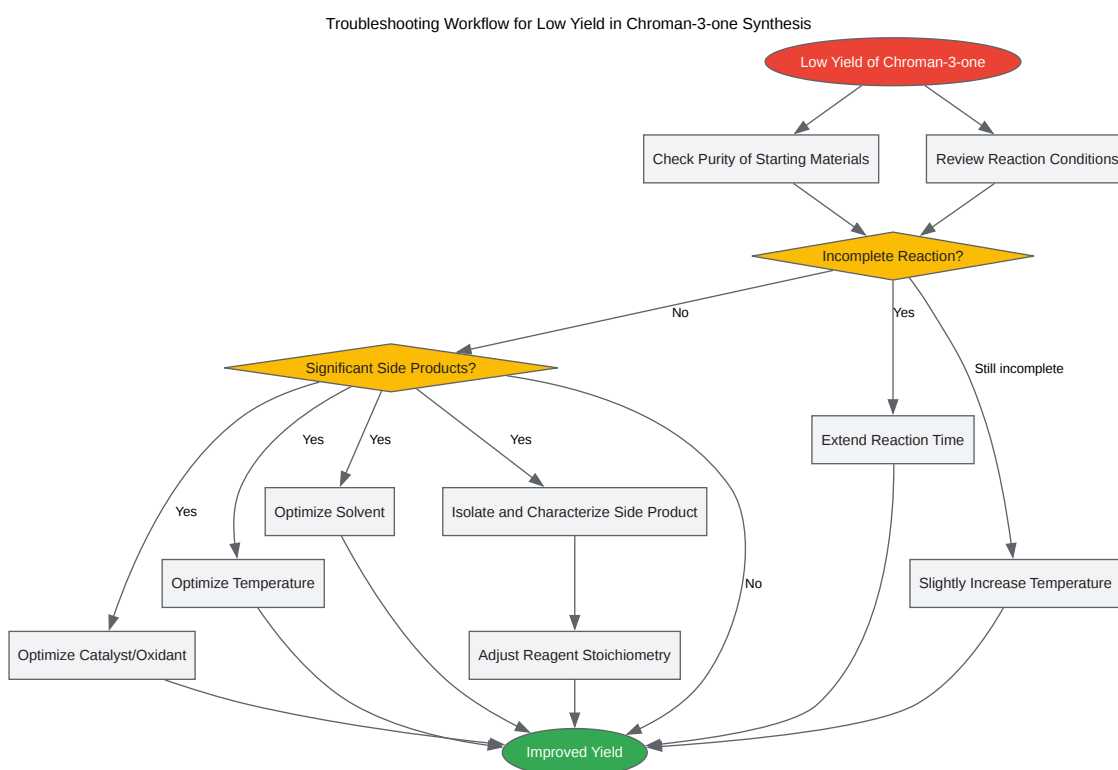 Troubleshooting Workflow for Low Yield in Chroman-3-one Synthesis
Low Yield of Chroman-3-one
Check Purity of Starting Materials
Review Reaction Conditions
Incomplete Reaction?
No
Yes
Significant Side Products?
Still incomplete
Extend Reaction Time
Yes
Yes
Yes
Yes
Optimize Solvent
Isolate and Characterize Side Product
Optimize Temperature
No
Slightly Increase Temperature
Optimize Catalyst/Oxidant
Adjust Reagent Stoichiometry
Improved Yield